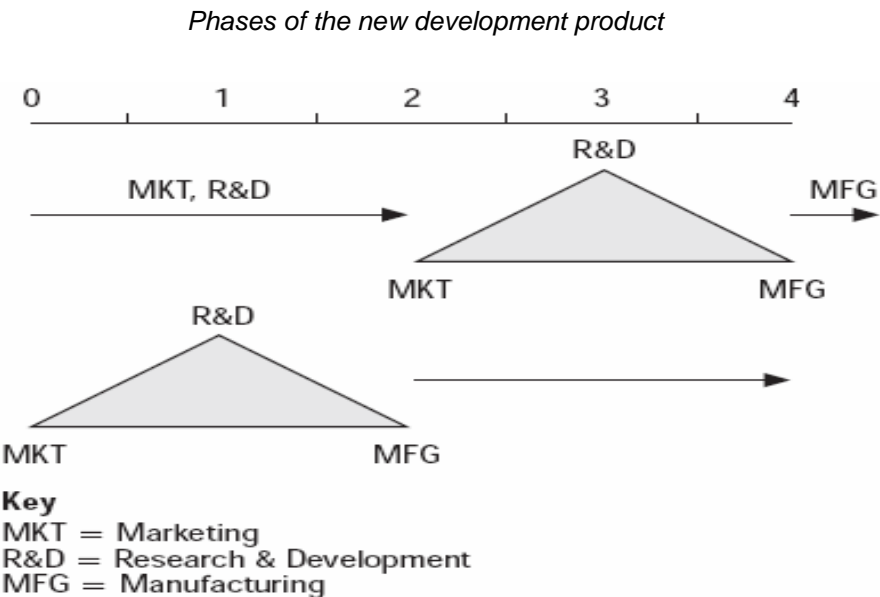 Phases of the new development product
0 1 2 3 4
R&D
MKT, R&D MFG
MKT MFG
R&D
MKT MFG
Key
MKT = Marketing
R&D = Research & Development
MFG = Manufacturing